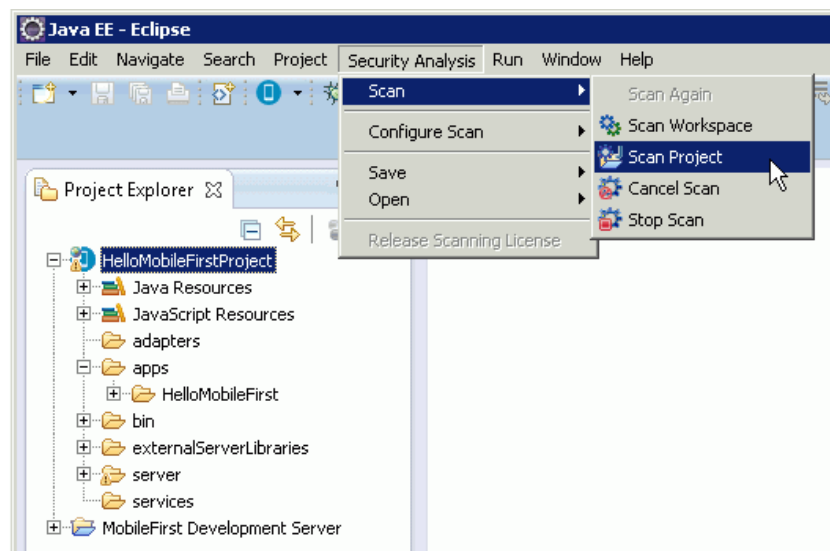 Java EE - Eclipse
File Edit Navigate Search Project Security Analysis Run Window Help
Scan
Configure Scan
Save
Open
Release Scanning License
Scan Again
Scan Workspace
Scan Project
Cancel Scan
Stop Scan
Project Explorer
HelloMobileFirstProject
Java Resources
JavaScript Resources
adapters
apps
HelloMobileFirst
bin
externalServerLibraries
server
services
MobileFirst Development Server